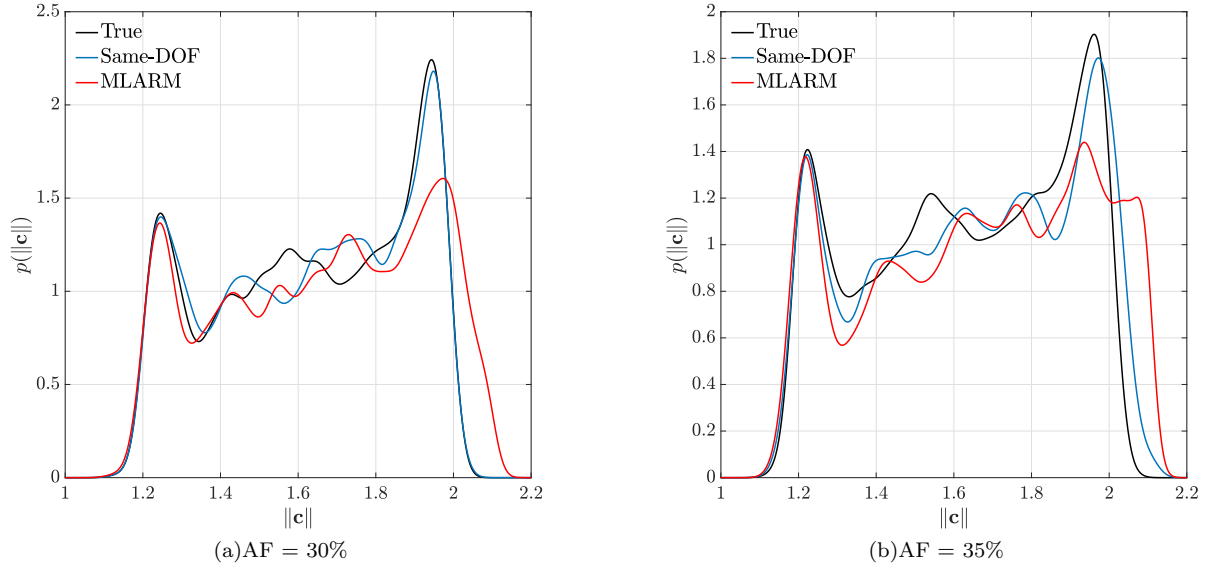 True
Same-DOF
MLARM
p(‖c‖)
2.5
2
1.5
1
0.5
0
1 1.2 1.4 1.6 1.8 2 2.2
‖c‖
(a)AF = 30%
True
Same-DOF
MLARM
p(‖c‖)
2
1.8
1.6
1.4
1.2
1
0.8
0.6
0.4
0.2
0
1 1.2 1.4 1.6 1.8 2 2.2
‖c‖
(b)AF = 35%